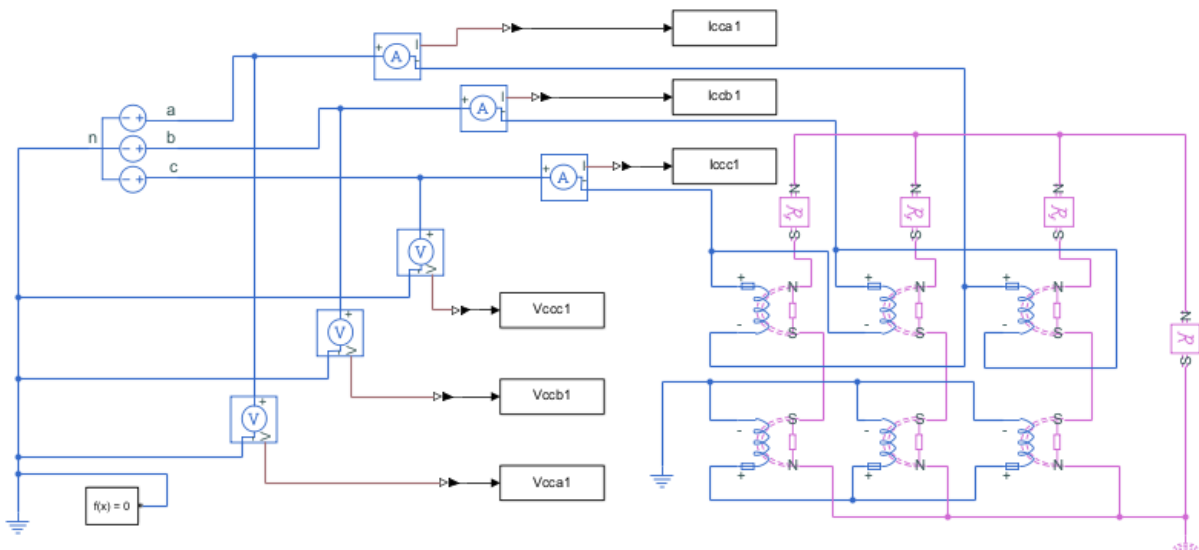 Icca1
+ A I
Iccb1
+ A I
a
n b
c
Iccc1
+ A I
N N N
S S S
+ V V
+ N + N + N
- S - S - S
Vccc1
N
S
+ V V
Vccb1
+ V V
S S S
- - -
N N N
+ + +
Vcca1
f(x) = 0